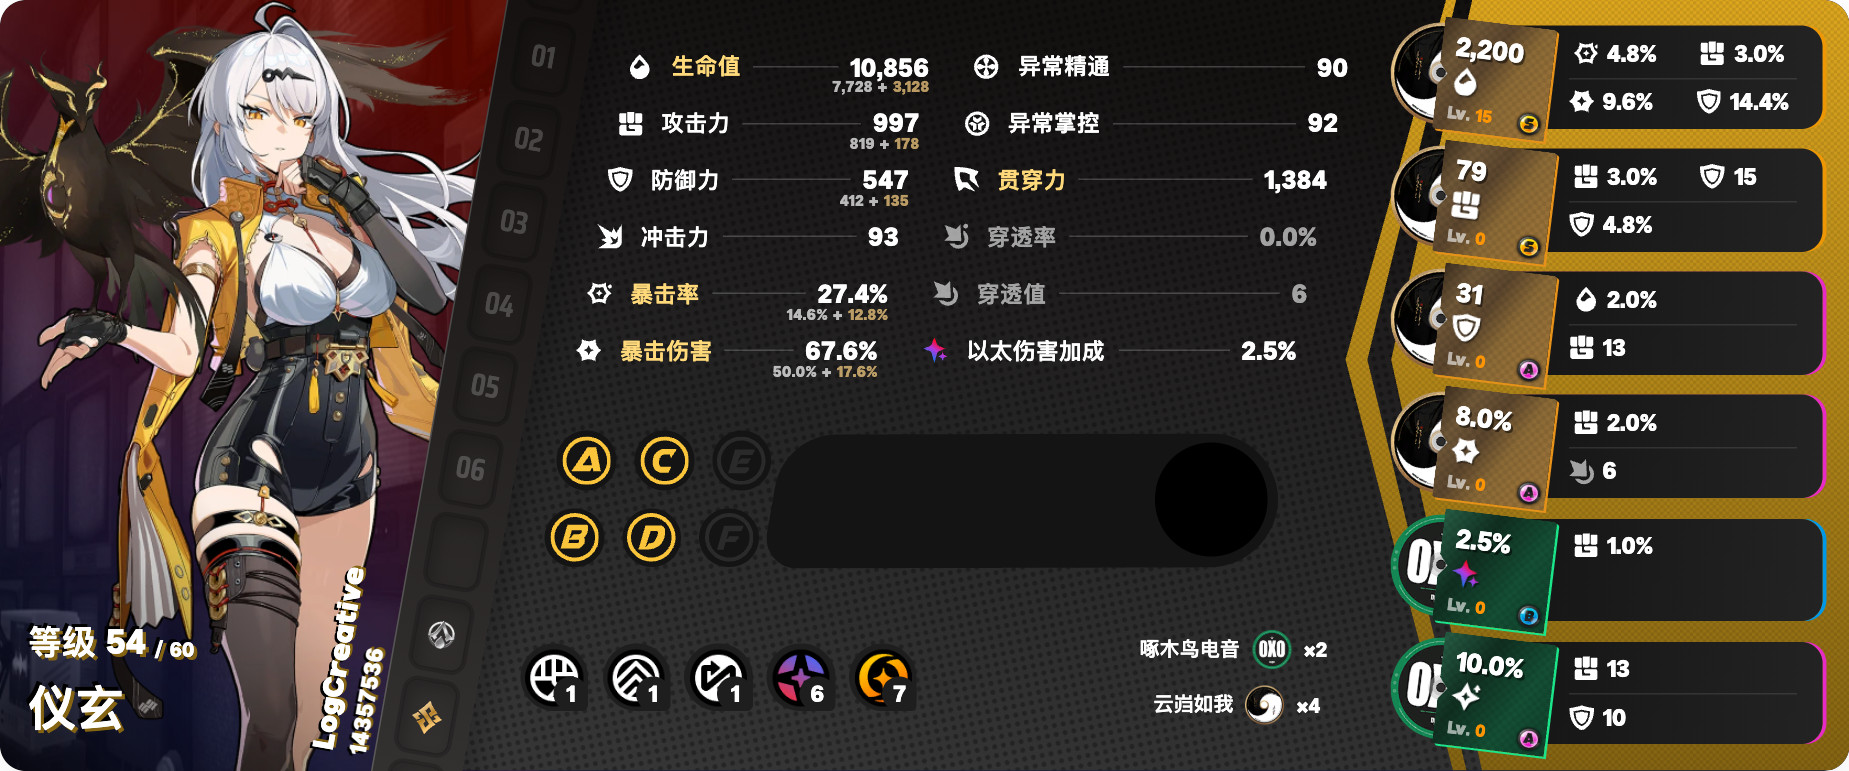 01
02
03
04
05
06
生命值 10,856
7,728 + 3,128
异常精通 90
攻击力 997
819 + 178
异常掌控 92
防御力 547
412 + 135
贯穿力 1,384
冲击力 93
穿透率 0.0%
暴击率 27.4%
14.6% + 12.8%
穿透值 6
暴击伤害 67.6%
50.0% + 17.6%
以太伤害加成 2.5%
A C E
B D F
1 1 1 6 7
啄木鸟电音 OXO ×2
云岿如我 ×4
等级 54 / 60
仪玄
LogCreative
14357536
2,200
Lv. 15 S
4.8% 3.0%
9.6% 14.4%
79
Lv. 0 S
3.0% 15
4.8%
31
Lv. 0 A
2.0%
13
8.0%
Lv. 0 A
2.0%
6
2.5%
Lv. 0 B
1.0%
10.0%
Lv. 0 A
13
10